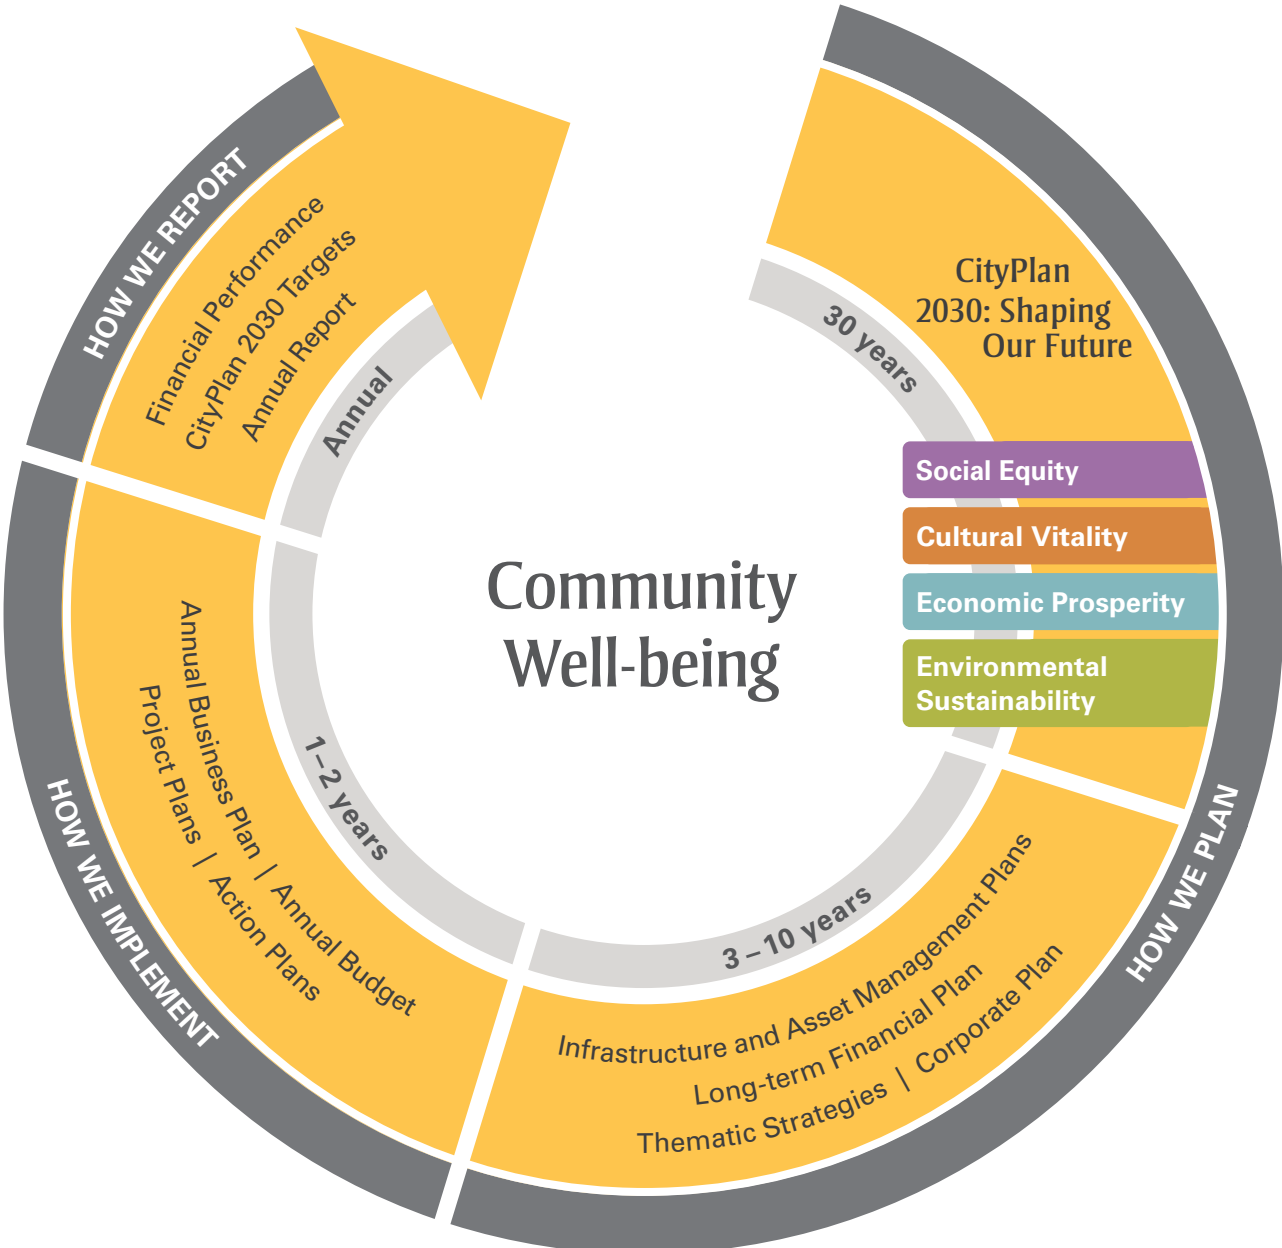 Community
Well-being
HOW WE PLAN
30 years
CityPlan
2030: Shaping
Our Future
Social Equity
Cultural Vitality
Economic Prosperity
Environmental
Sustainability
3–10 years
Infrastructure and Asset Management Plans
Long-term Financial Plan
Thematic Strategies | Corporate Plan
HOW WE IMPLEMENT
1–2 years
Annual Business Plan | Annual Budget
Project Plans | Action Plans
HOW WE REPORT
Annual
Financial Performance
CityPlan 2030 Targets
Annual Report